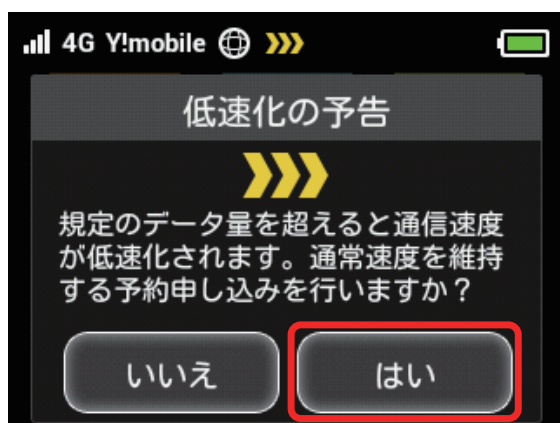 4G Y!mobile
低速化の予告
規定のデータ量を超えると通信速度
が低速化されます。通常速度を維持
する予約申し込みを行いますか？
いいえ はい